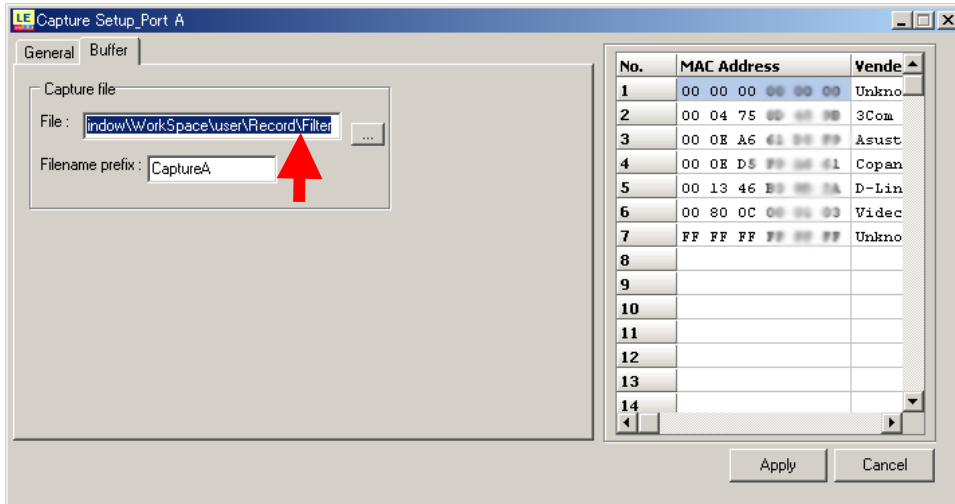 LE Capture Setup_Port A
General Buffer
Capture file
File : indow\WorkSpace\user\Record\Filter ...
Filename prefix : CaptureA
No. MAC Address Vende
1 00 00 00 00 00 00 Unkno
2 00 04 75 3Com
3 00 0E A6 Asust
4 00 0E D5 Copan
5 00 13 46 D-Lin
6 00 80 0C Videc
7 FF FF FF Unkno
8
9
10
11
12
13
14
Apply Cancel